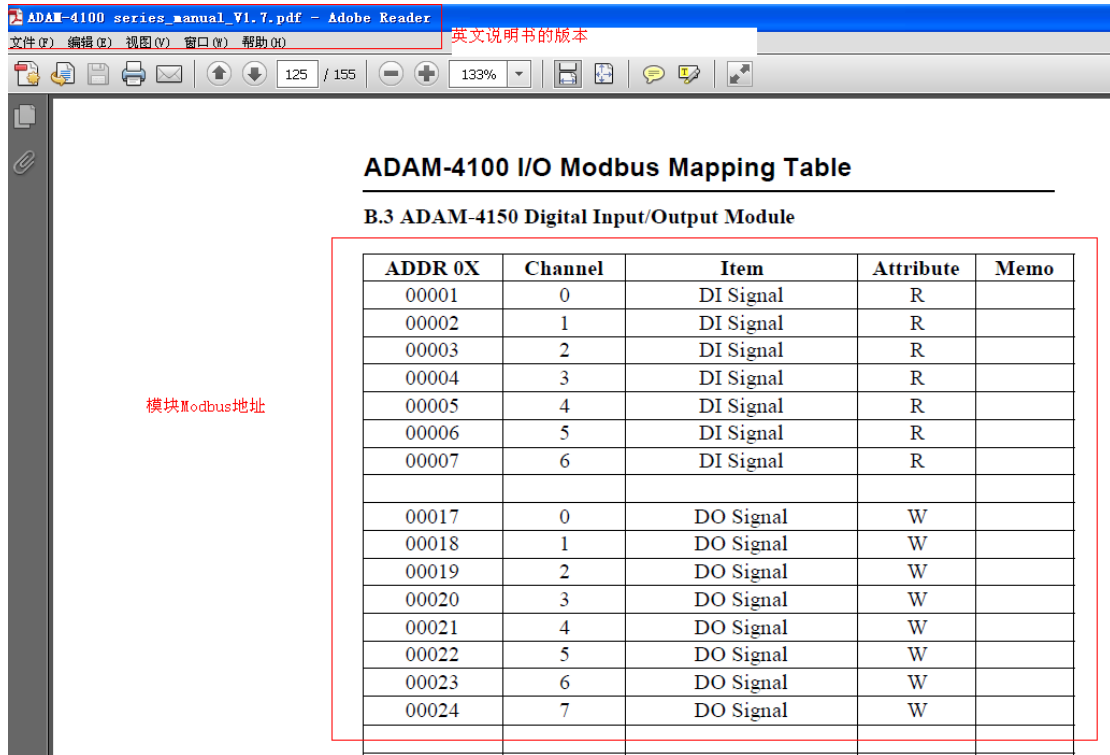 ADAM-4100 series_manual_V1.7.pdf - Adobe Reader
英文说明书的版本
文件(F) 编辑(E) 视图(V) 窗口(W) 帮助(H)
125 / 155 133%
ADAM-4100 I/O Modbus Mapping Table
B.3 ADAM-4150 Digital Input/Output Module
ADDR 0X Channel Item Attribute Memo
00001 0 DI Signal R
00002 1 DI Signal R
00003 2 DI Signal R
00004 3 DI Signal R
模块Modbus地址
00005 4 DI Signal R
00006 5 DI Signal R
00007 6 DI Signal R
00017 0 DO Signal W
00018 1 DO Signal W
00019 2 DO Signal W
00020 3 DO Signal W
00021 4 DO Signal W
00022 5 DO Signal W
00023 6 DO Signal W
00024 7 DO Signal W